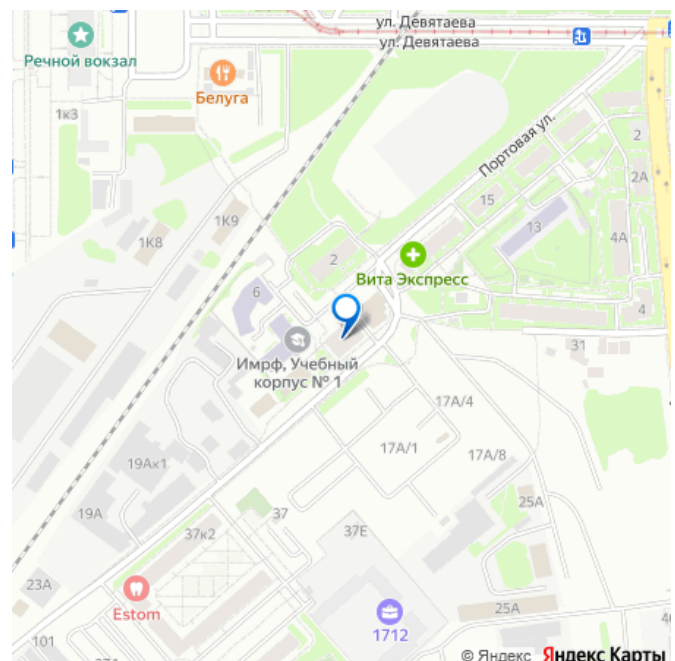 ул. Девятаева
ул. Девятаева
Речной вокзал
Белуга
1к3
Портовая ул.
2
2А
15
1К9
13
1К8
4А
2
Вита Экспресс
6
4
31
Имрф, Учебный
корпус № 1
17А/4
17А/1
17А/8
19Ак1
25А
19А
37
37Е
37к2
23А
Estom
25А
1712
101
© Яндекс Яндекс Карты